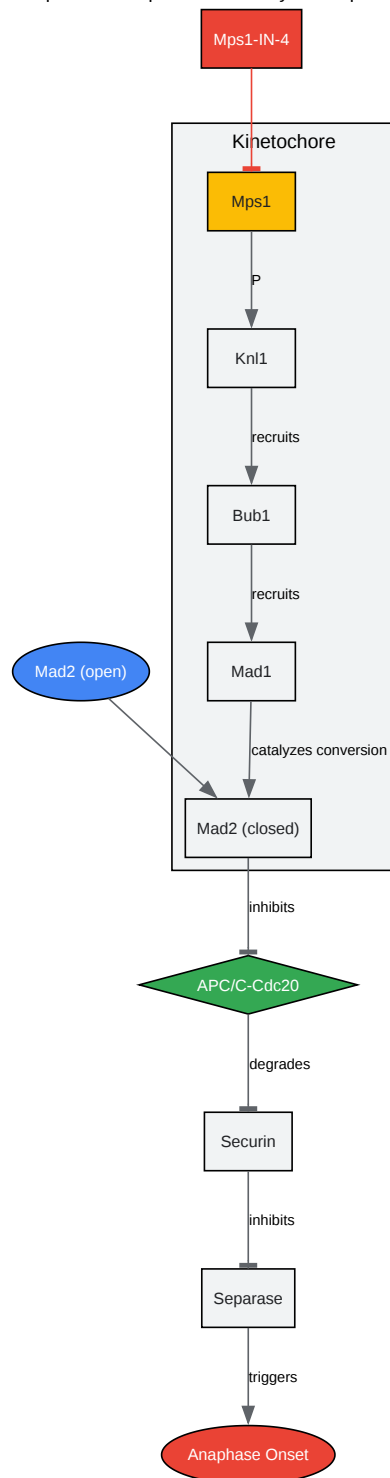 Mps1-IN-4
Kinetochore
Mps1
P
Knl1
recruits
Bub1
recruits
Mad2 (open)
Mad1
catalyzes conversion
Mad2 (closed)
inhibits
APC/C-Cdc20
degrades
Securin
inhibits
Separase
triggers
Anaphase Onset